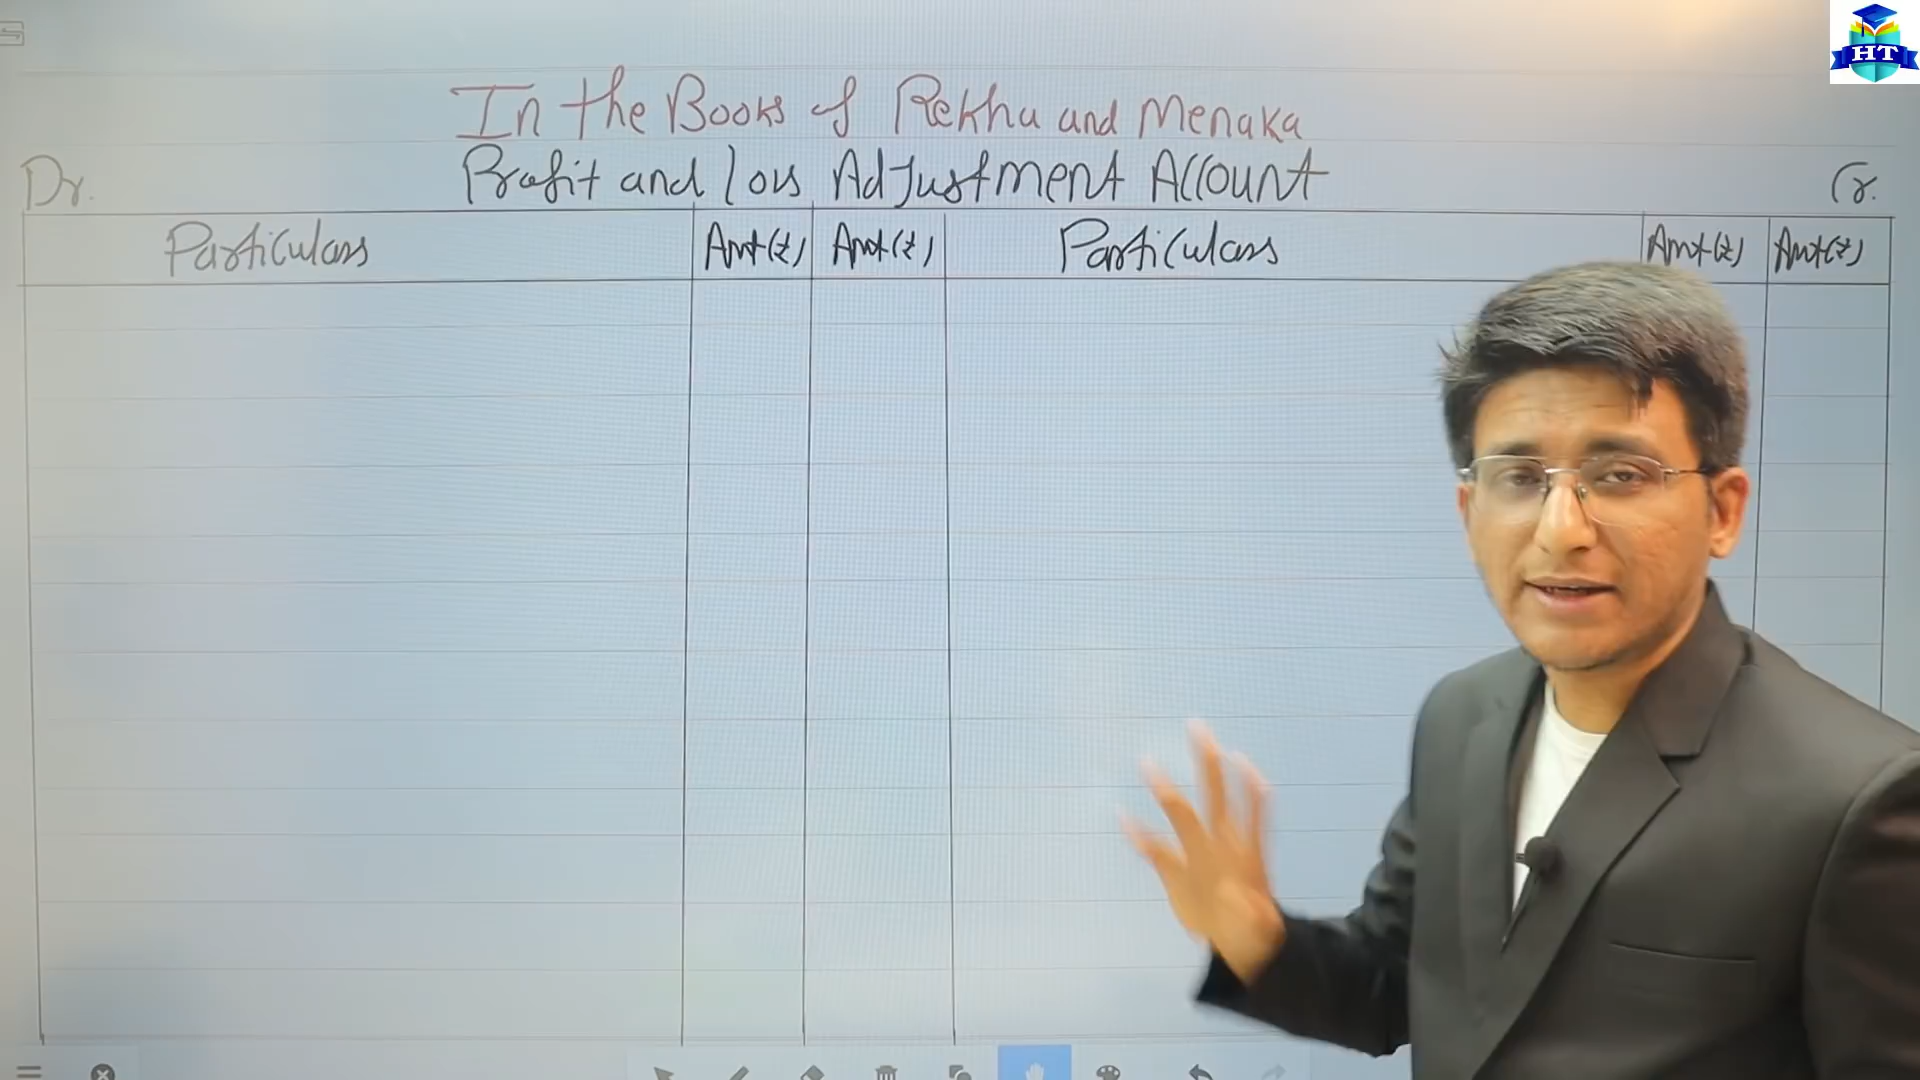 HT
In the Books of Rekha and Menaka
Dr. Profit and loss Adjustment Account Cr.
Particulars Amt(₹) Amt(₹) Particulars Amt(₹) Amt(₹)